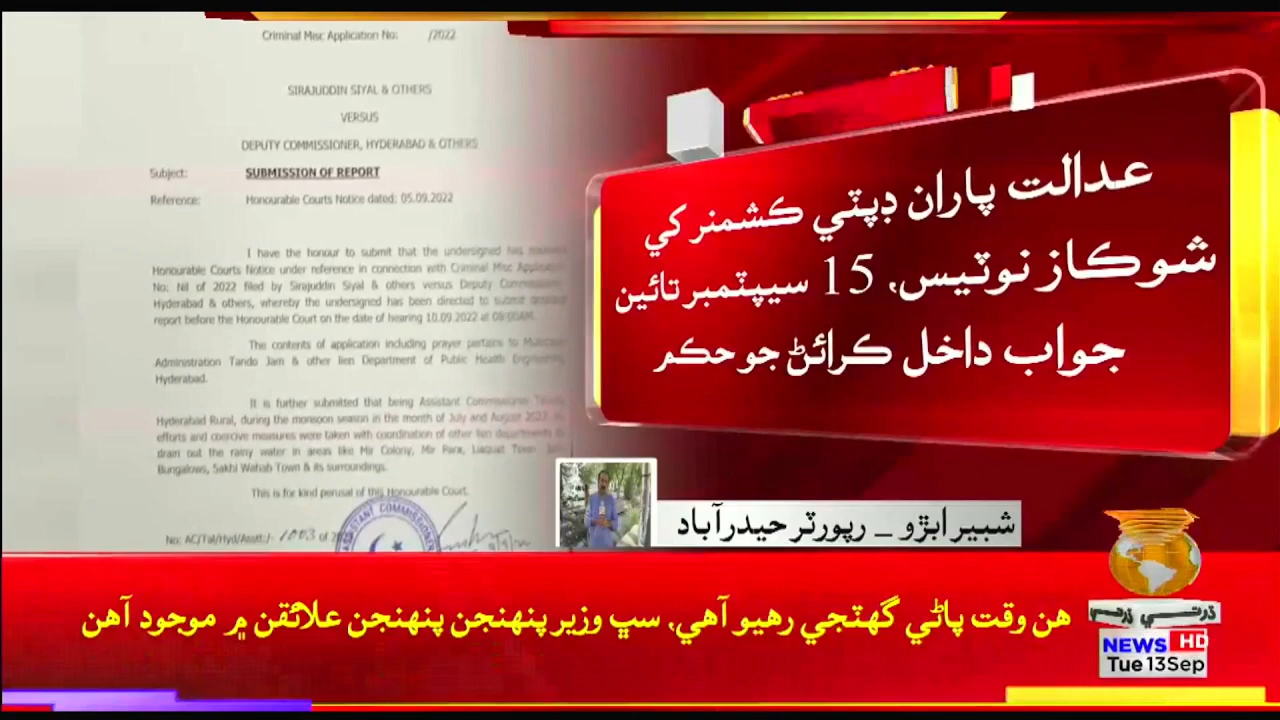 Criminal Misc Application No: /2022
SIRAJUDDIN SIYAL & OTHERS
VERSUS
DEPUTY COMMISSIONER, HYDERABAD & OTHERS
Subject: SUBMISSION OF REPORT
Reference: Honourable Courts Notice dated: 05.09.2022
I have the honour to submit that the undersigned has
Honourable Courts Notice under reference in connection with Criminal Misc
No: Nil of 2022 filed by Sirajuddin Siyal & others versus Deputy
Hyderabad & others, whereby the undersigned has been directed to submit
report before the Honourable Court on the date of hearing 10.09.2022 at
The contents of application including prayer pertains to
Administration Tando Jam & other lien Department of Public Health
Hyderabad.
It is further submitted that being Assistant Commissioner
Hyderabad Rural, during the monsoon season in the month of July and August 2022,
efforts and coercive measures were taken with coordination of other lien departments to
drain out the rainy water in areas like Mir Colony, Mir Para, Liaquat Town,
Bungalows, Sakhi Wahab Town & its surroundings.
This is for kind perusal of this Honourable Court.
No: AC/Tal/Hyd/Asstt:/- 1003 of
ASSISTANT COMMISSIONER
عدالت پاران ڊپٽي ڪشمنر کي
شوڪاز نوٽيس، 15 سيپٽمبر تائين
جواب داخل ڪرائڻ جو حڪم
شبير ابڙو _ رپورٽر حيدرآباد
هن وقت پاڻي گهٽجي رهيو آهي، سڀ وزير پنهنجن پنهنجن علائقن ۾ موجود آهن
NEWS HD
Tue 13Sep